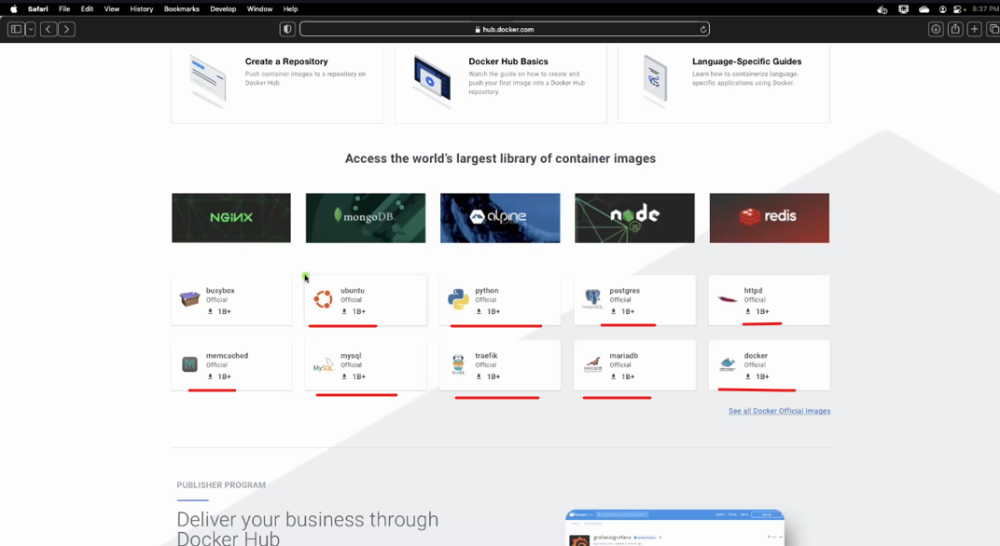 Safari File Edit View History Bookmarks Develop Window Help
8:37 PM
hub.docker.com
Create a Repository
Push container images to a repository on
Docker Hub.
Docker Hub Basics
Watch the guide on how to create and
push your first image into a Docker Hub
repository.
Language-Specific Guides
Learn how to containerize language-
specific applications using Docker.
Access the world's largest library of container images
NGINX
mongoDB.
alpine
node
redis
busybox
Official
1B+
ubuntu
Official
1B+
python
Official
1B+
postgres
Official
1B+
PostgreSQL
httpd
Official
1B+
memcached
Official
1B+
mysql
Official
1B+
MySQL
traefik
Official
1B+
mariadb
Official
1B+
docker
Official
1B+
docker
See all Docker Official Images
PUBLISHER PROGRAM
Deliver your business through
Docker Hub
grafana/grafana